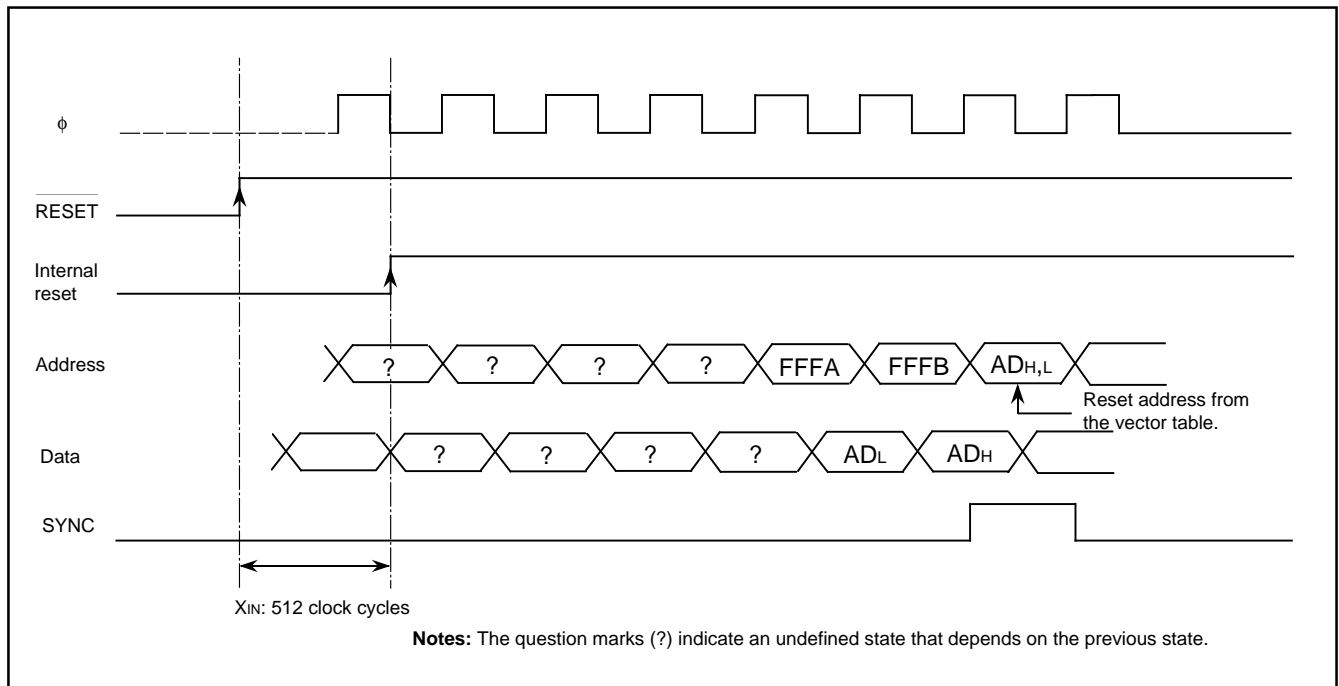 ϕ
RESET
Internal
reset
Address
? ? ? ? FFFA FFFB ADH,L
Reset address from
the vector table.
Data
? ? ? ? ADL ADH
SYNC
XIN: 512 clock cycles
Notes: The question marks (?) indicate an undefined state that depends on the previous state.